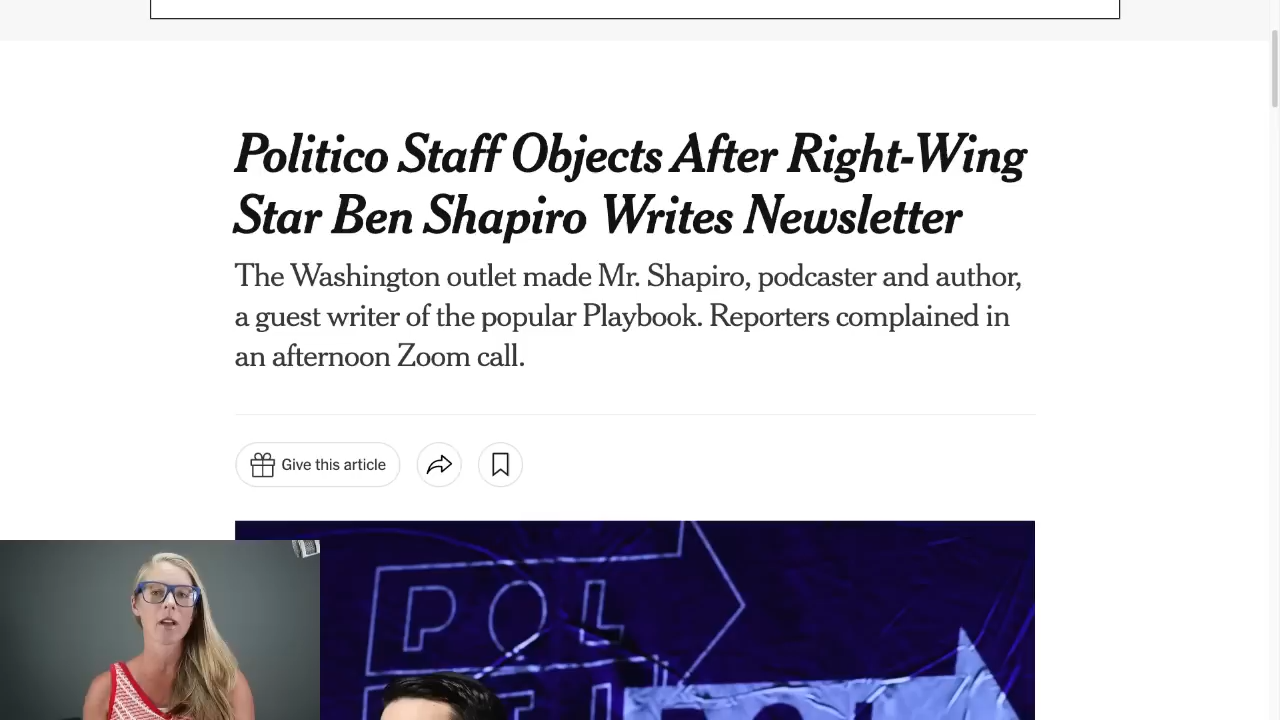 Politico Staff Objects After Right-Wing
Star Ben Shapiro Writes Newsletter
The Washington outlet made Mr. Shapiro, podcaster and author,
a guest writer of the popular Playbook. Reporters complained in
an afternoon Zoom call.
Give this article
POL